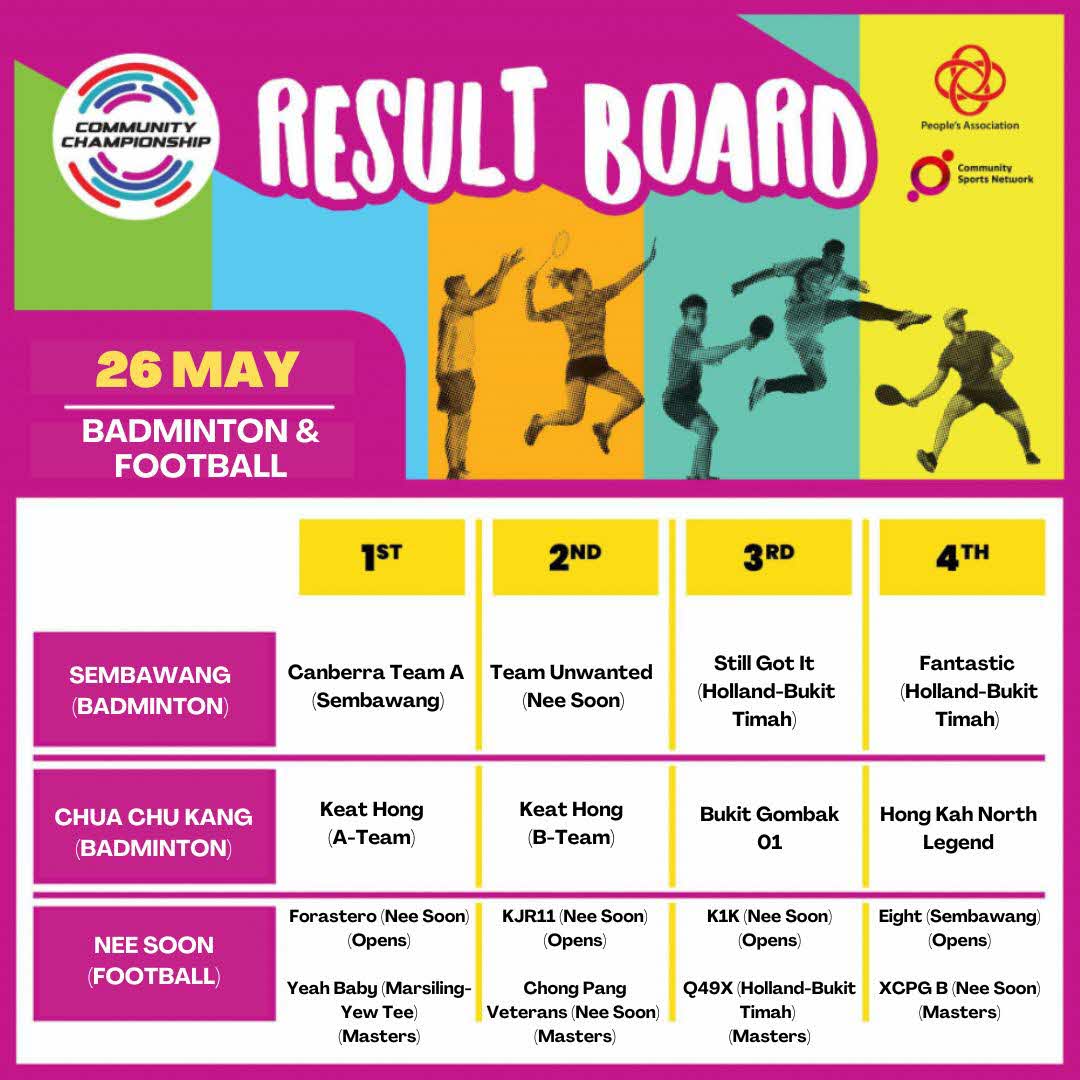 COMMUNITY
CHAMPIONSHIP
RESULT BOARD
People's Association
Community
Sports Network
26 MAY
BADMINTON &
FOOTBALL
1ST
2ND
3RD
4TH
SEMBAWANG
(BADMINTON)
Canberra Team A
(Sembawang)
Team Unwanted
(Nee Soon)
Still Got It
(Holland-Bukit
Timah)
Fantastic
(Holland-Bukit
Timah)
CHUA CHU KANG
(BADMINTON)
Keat Hong
(A-Team)
Keat Hong
(B-Team)
Bukit Gombak
01
Hong Kah North
Legend
NEE SOON
(FOOTBALL)
Forastero (Nee Soon)
(Opens)
Yeah Baby (Marsiling-
Yew Tee)
(Masters)
KJR11 (Nee Soon)
(Opens)
Chong Pang
Veterans (Nee Soon)
(Masters)
K1K (Nee Soon)
(Opens)
Q49X (Holland-Bukit
Timah)
(Masters)
Eight (Sembawang)
(Opens)
XCPG B (Nee Soon)
(Masters)